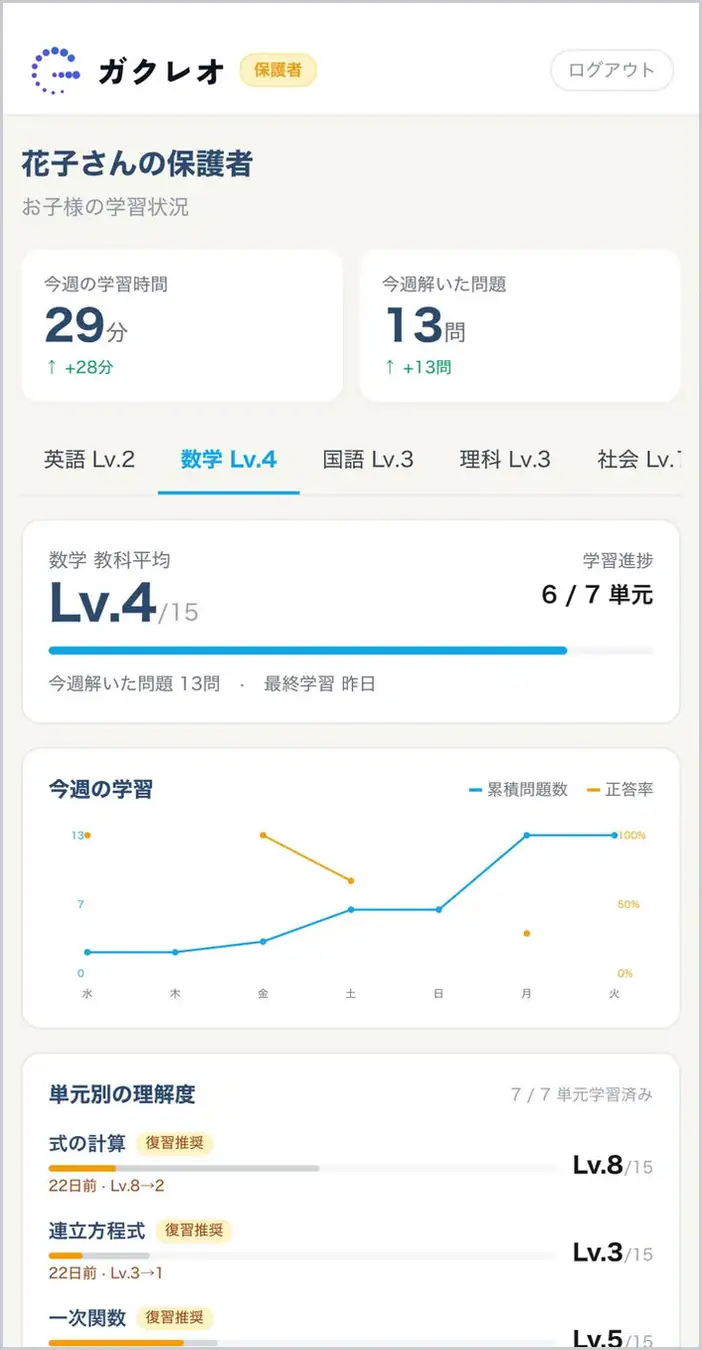 ガクレオ 保護者 ログアウト
花子さんの保護者
お子様の学習状況
今週の学習時間
29分
↑ +28分
今週解いた問題
13問
↑ +13問
英語 Lv.2 数学 Lv.4 国語 Lv.3 理科 Lv.3 社会 Lv.
数学 教科平均
Lv.4/15
学習進捗
6 / 7 単元
今週解いた問題 13問 · 最終学習 昨日
今週の学習
累積問題数 正答率
13 100%
7 50%
0 0%
水 木 金 土 日 月 火
単元別の理解度 7 / 7 単元学習済み
式の計算 復習推奨
Lv.8/15
22日前 · Lv.8→2
連立方程式 復習推奨
Lv.3/15
22日前 · Lv.3→1
一次関数 復習推奨
Lv.5/15